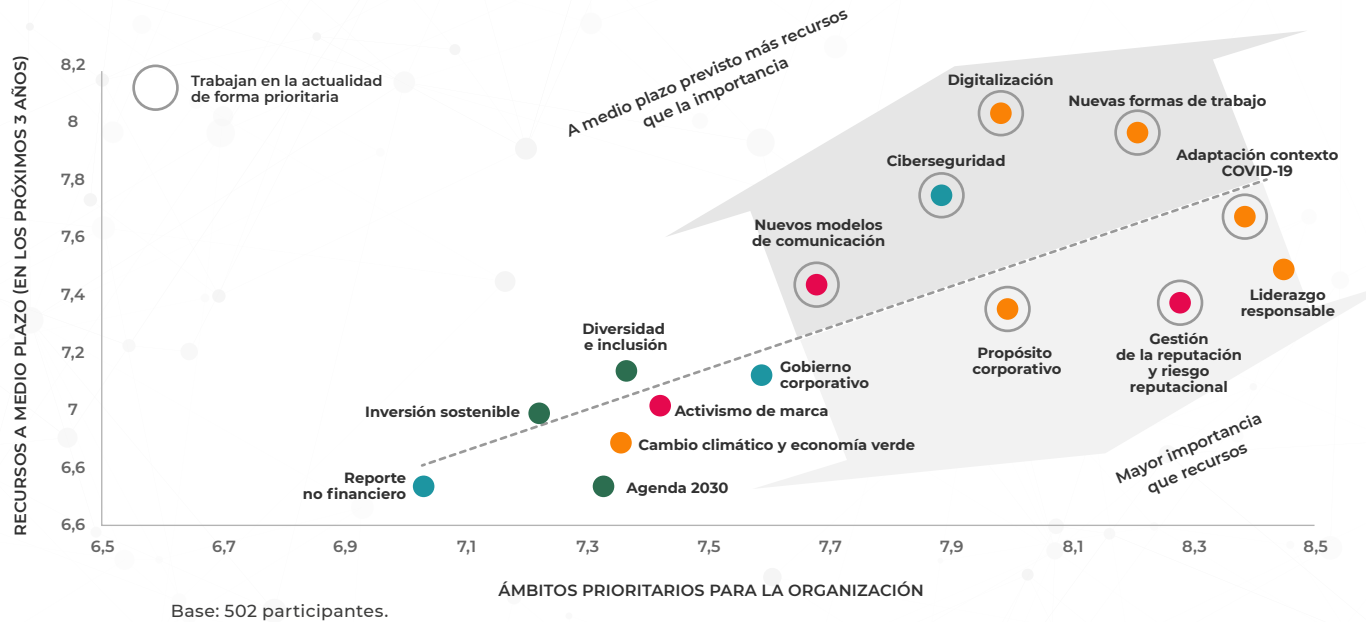 RECURSOS A MEDIO PLAZO (EN LOS PRÓXIMOS 3 AÑOS)
8,2
8
7,8
7,6
7,4
7,2
7
6,6
6,6
Trabajan en la actualidad
de forma prioritaria
A medio plazo previsto más recursos
que la importancia
Digitalización
Nuevas formas de trabajo
Ciberseguridad
Adaptación contexto
COVID-19
Nuevos modelos
de comunicación
Liderazgo
responsable
Diversidad
e inclusión
Propósito
corporativo
Gestión
de la reputación
y riesgo
reputacional
Gobierno
corporativo
Inversión sostenible
Activismo de marca
Cambio climático y economía verde
Reporte
no financiero
Agenda 2030
Mayor importancia
que recursos
6,5
6,7
6,9
7,1
7,3
7,5
7,7
7,9
8,1
8,3
8,5
ÁMBITOS PRIORITARIOS PARA LA ORGANIZACIÓN
Base: 502 participantes.